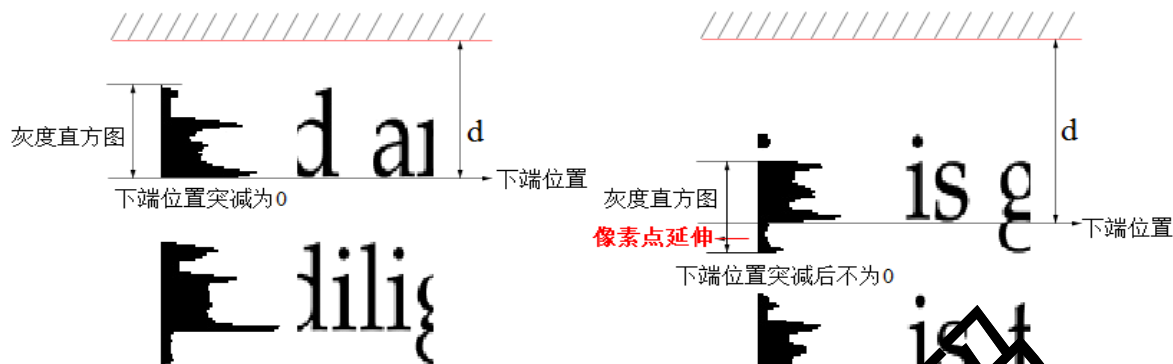 灰度直方图
d aı
d
下端位置
下端位置突减为0
dilig
is g
d
灰度直方图
下端位置
像素点延伸
下端位置突减后不为0
is t